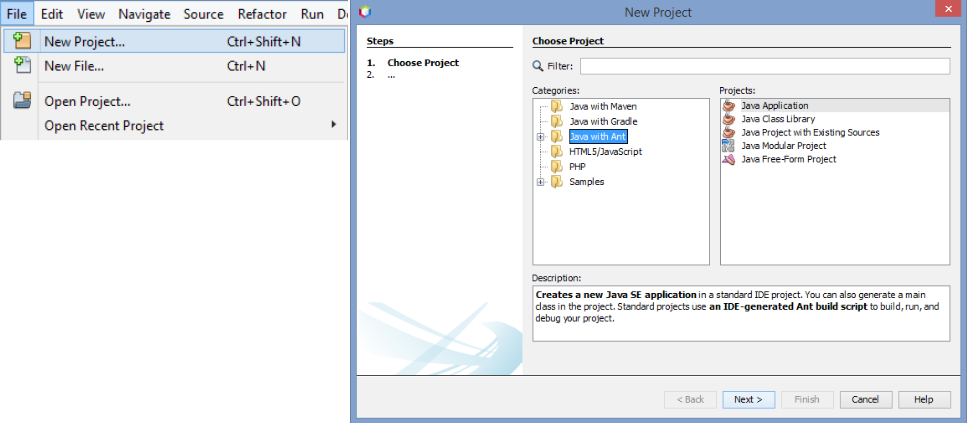 File Edit View Navigate Source Refactor Run
New Project... Ctrl+Shift+N
New File... Ctrl+N
Open Project... Ctrl+Shift+O
Open Recent Project
New Project
Steps
1. Choose Project
2. ...
Choose Project
Filter:
Categories:
Java with Maven
Java with Gradle
Java with Ant
HTML5/JavaScript
PHP
Samples
Projects:
Java Application
Java Class Library
Java Project with Existing Sources
Java Modular Project
Java Free-Form Project
Description:
Creates a new Java SE application in a standard IDE project. You can also generate a main
class in the project. Standard projects use an IDE-generated Ant build script to build, run, and
debug your project.
< Back Next > Finish Cancel Help